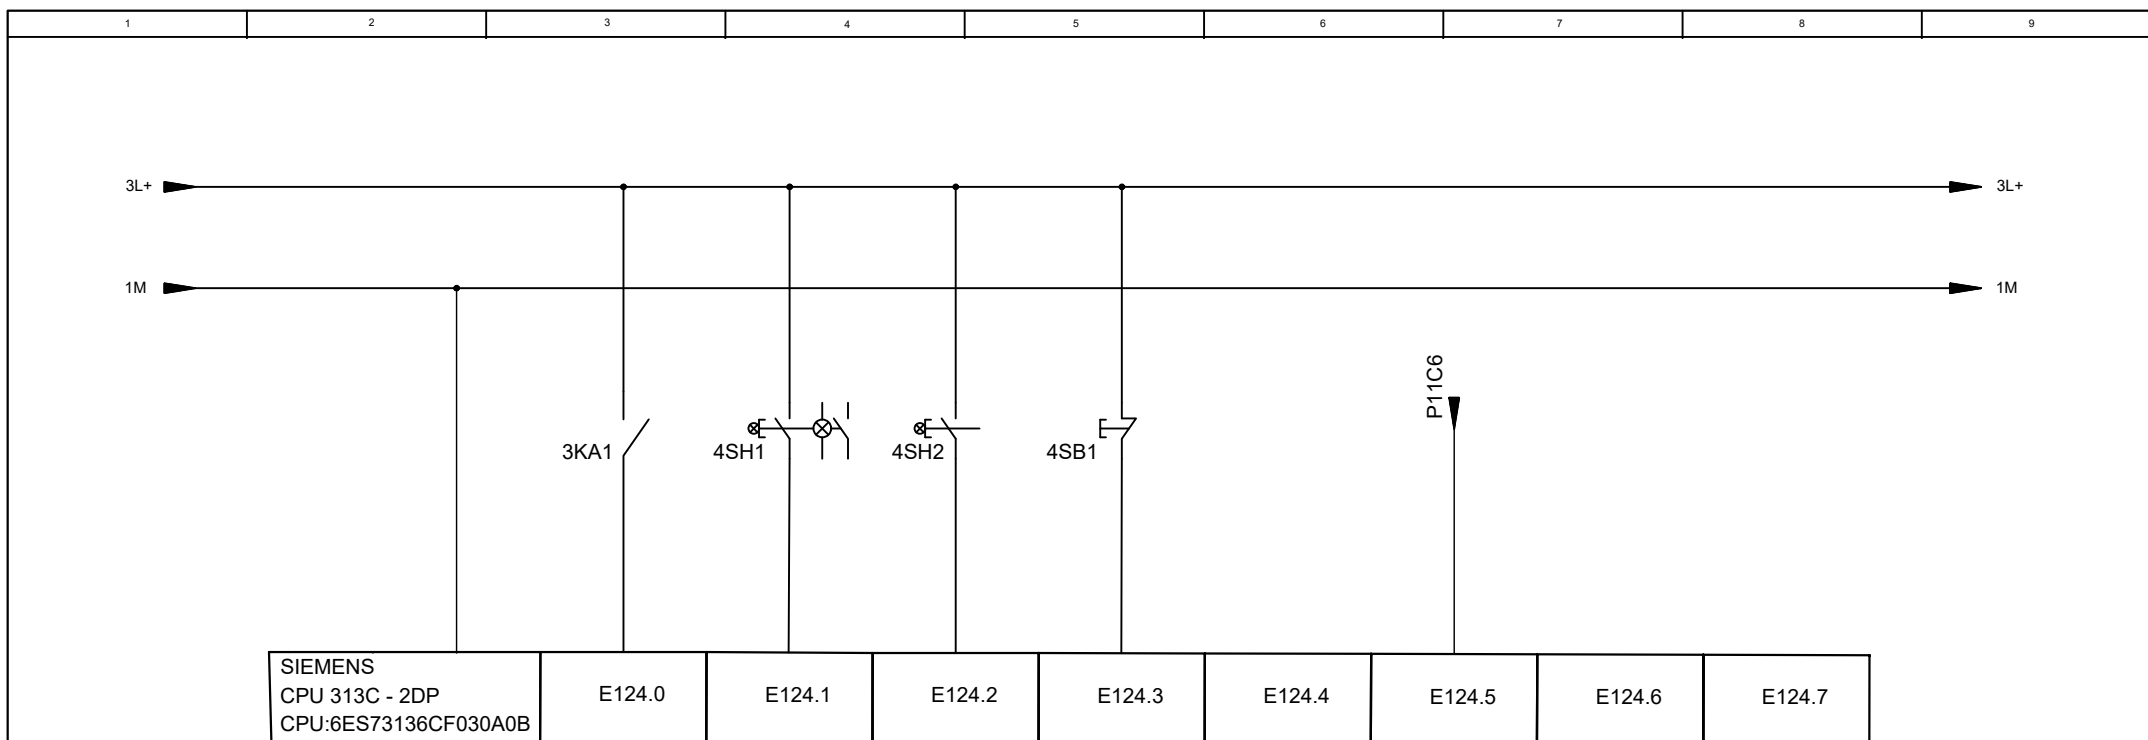 1 2 3 4 5 6 7 8 9
3L+ 3L+
1M 1M
P11C6
3KA1 4SH1 4SH2 4SB1
SIEMENS
CPU 313C - 2DP
CPU:6ES73136CF030A0B
E124.0 E124.1 E124.2 E124.3 E124.4 E124.5 E124.6 E124.7